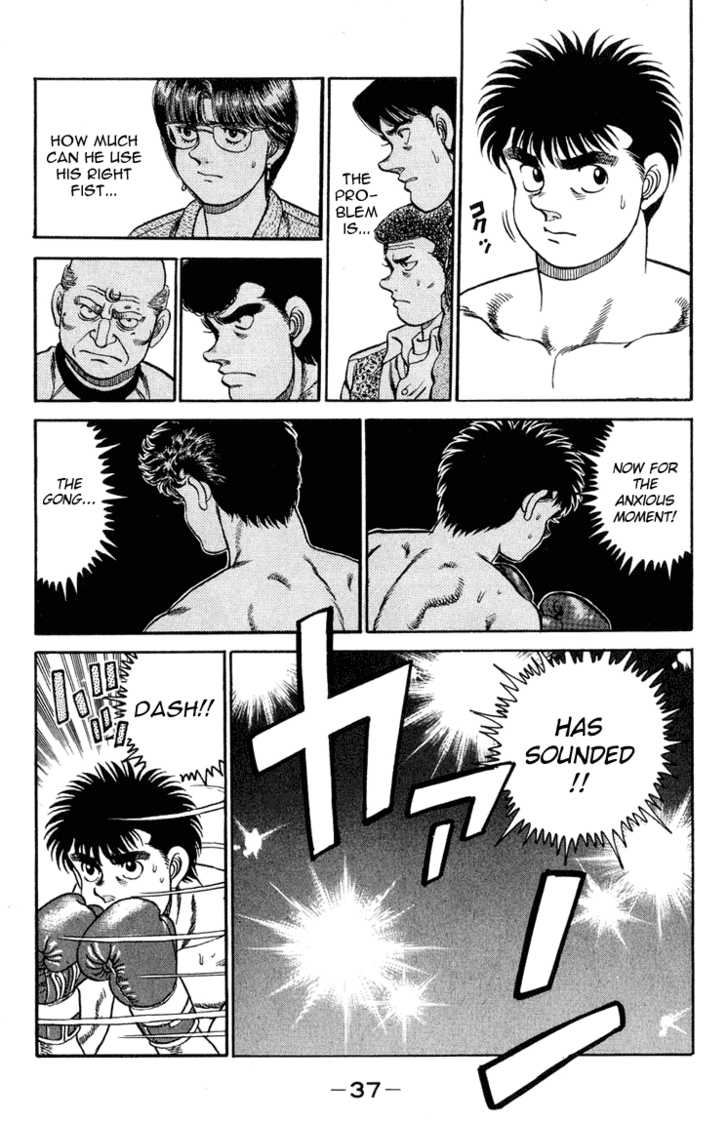 コクッ
THE
PRO-
BLEM
IS...
HOW MUCH
CAN HE USE
HIS RIGHT
FIST...
NOW FOR
THE
ANXIOUS
MOMENT!
THE
GONG...
HAS
SOUNDED
!!
カァン
DASH!!
—37—